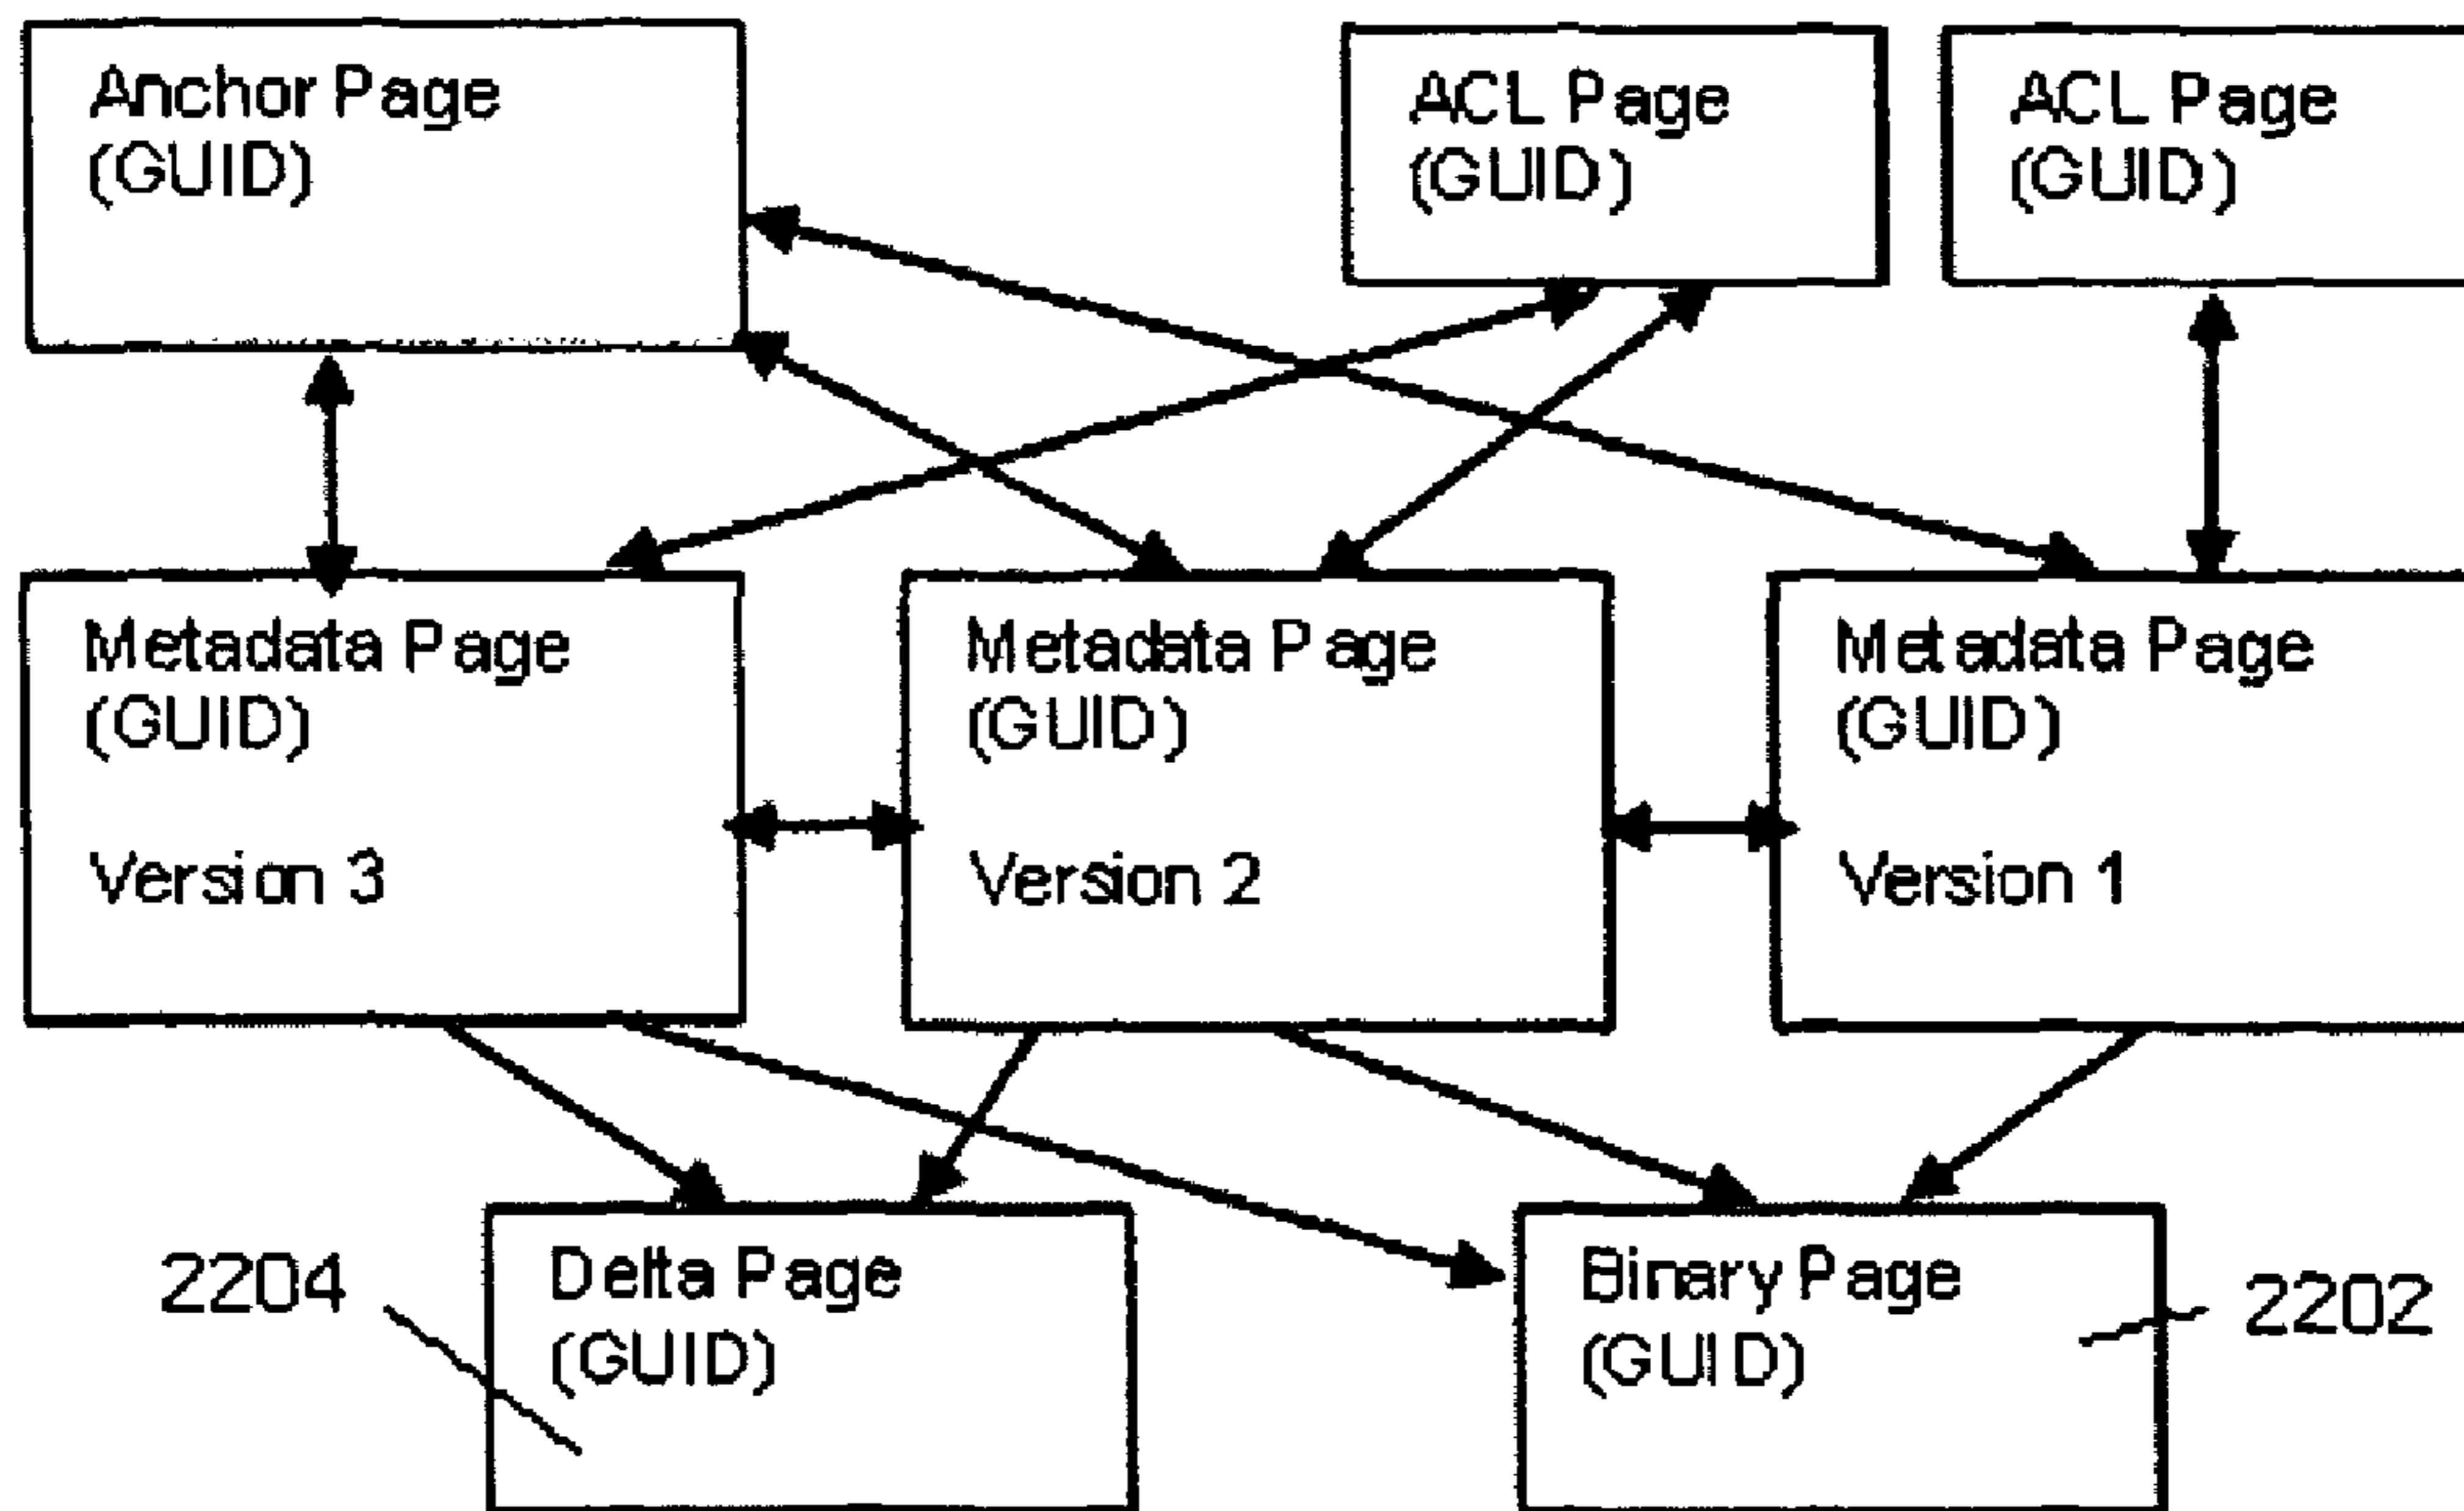 Anchor Page
(GUID)
ACL Page
(GUID)
ACL Page
(GUID)
Metadata Page
(GUID)
Version 3
Metadata Page
(GUID)
Version 2
Metadata Page
(GUID)
Version 1
2204
Delta Page
(GUID)
Binary Page
(GUID)
2202